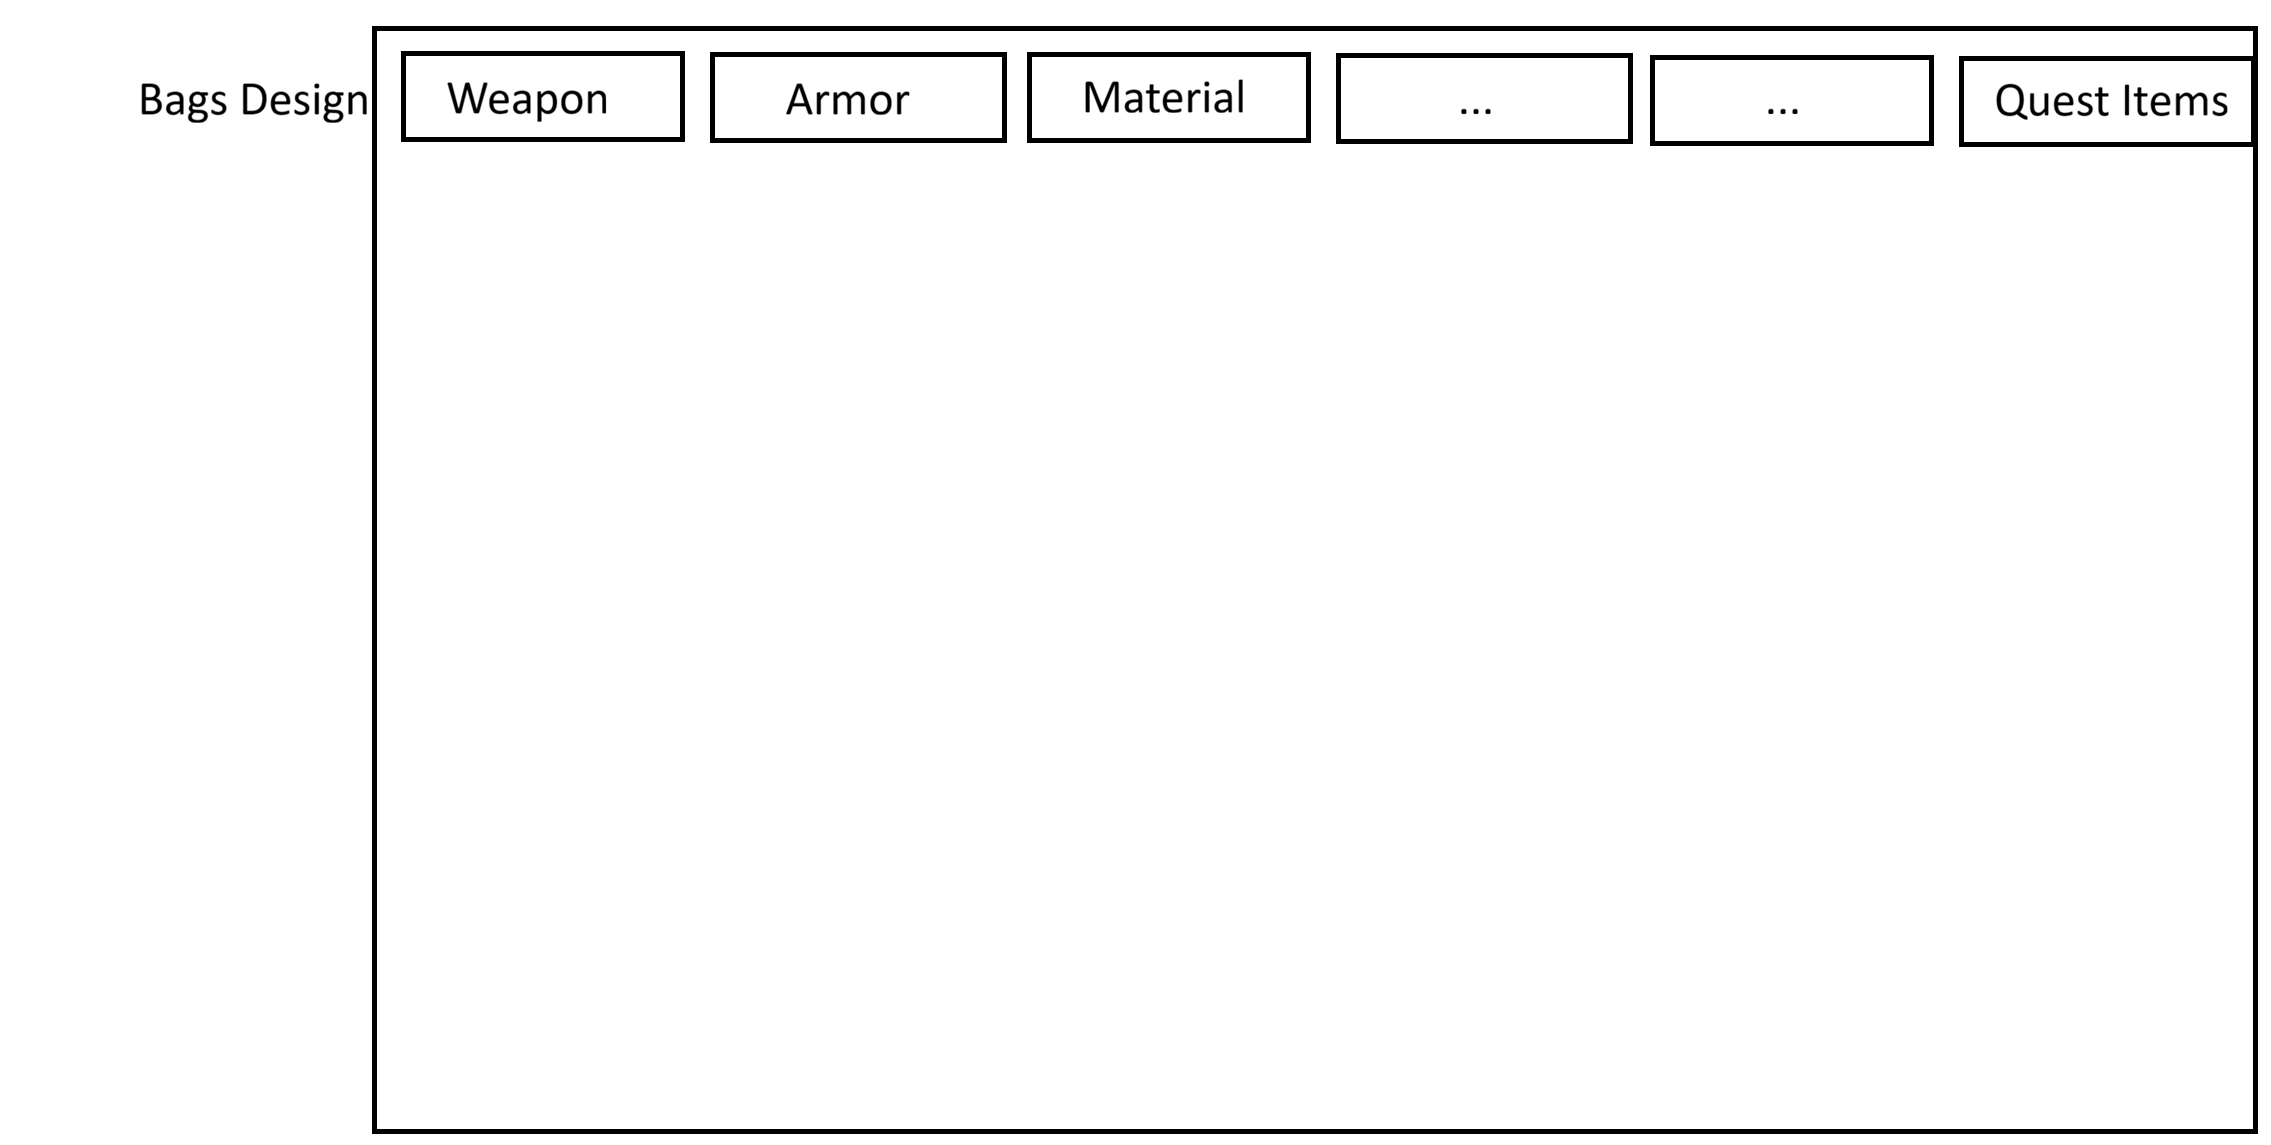 Bags Design
Weapon
Armor
Material
...
...
Quest Items